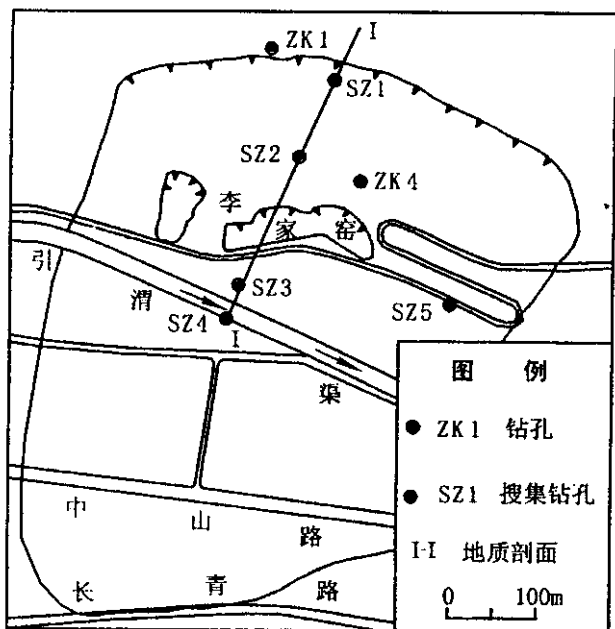 I
ZK1
SZ1
SZ2
ZK4
李家窑
引渭渠
SZ3
SZ4
I
SZ5
中山路
长青路
图 例
ZK1 钻孔
SZ1 搜集钻孔
I-I 地质剖面
0 100m